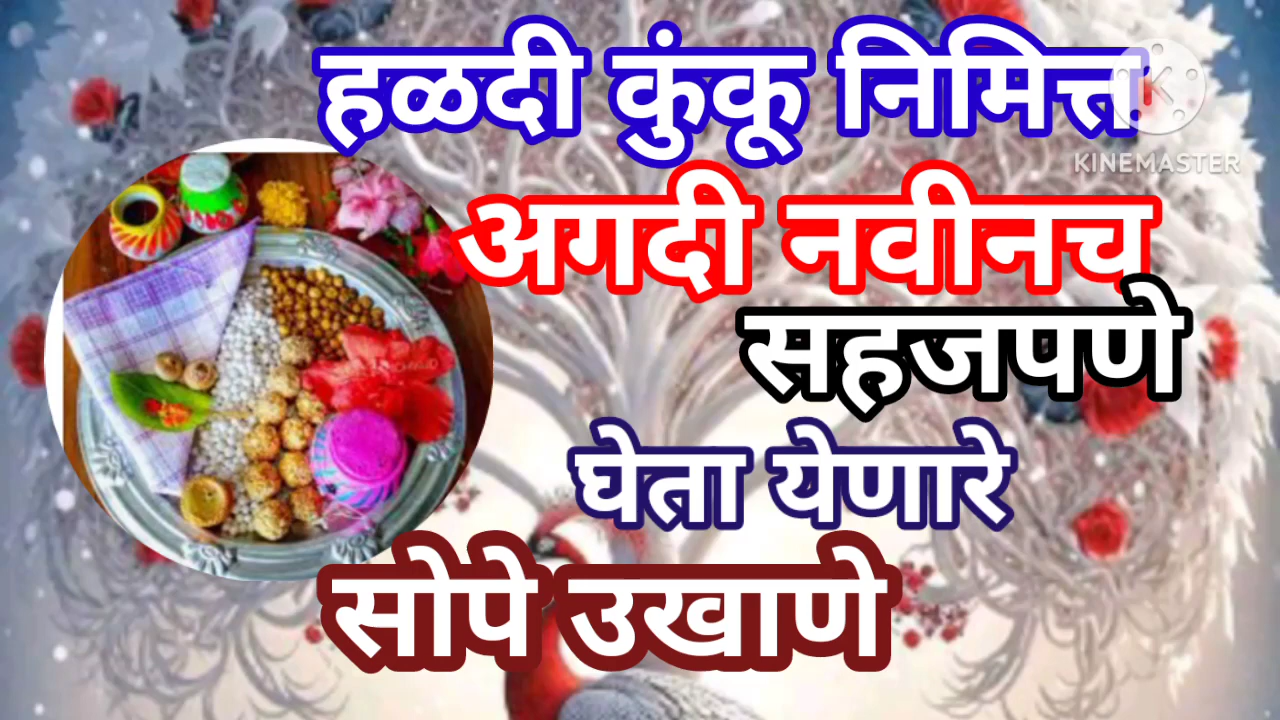 हळदी कुंकू निमित्त
KINEMASTER
अगदी नवीनच
सहजपणे
घेता येणारे
सोपे उखाणे